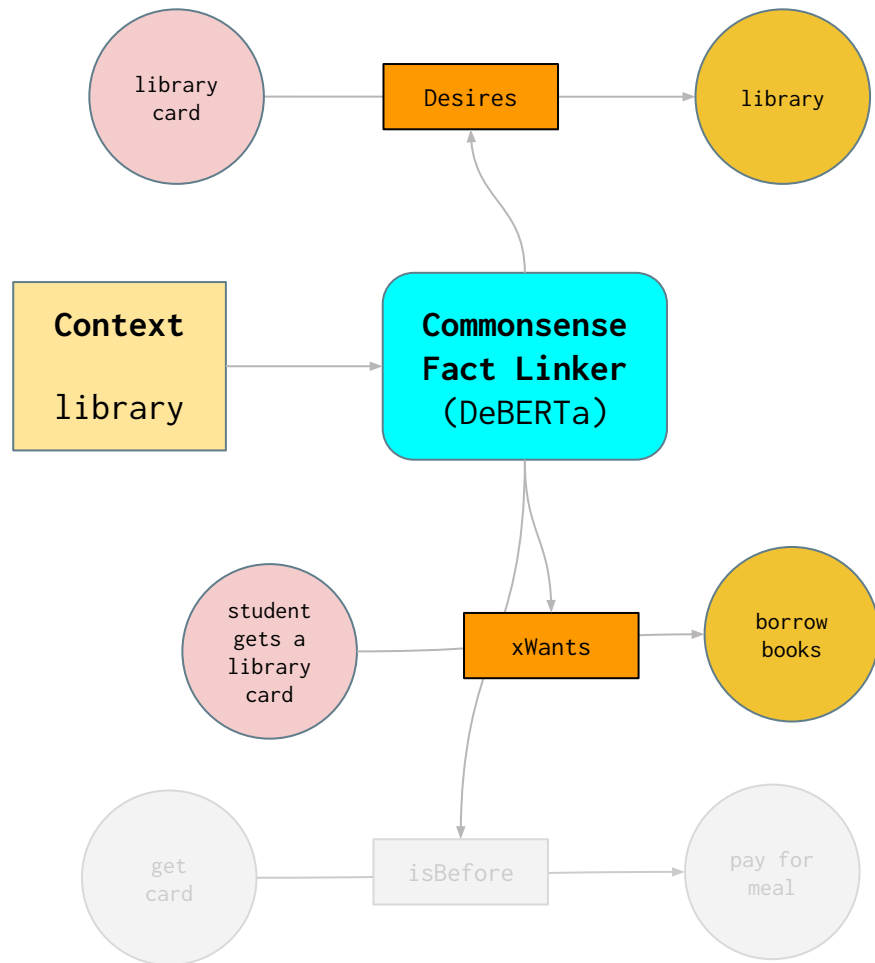 library
card
Desires
library
Context
library
Commonsense
Fact Linker
(DeBERTa)
student
gets a
library
card
xWants
borrow
books
get
card
isBefore
pay for
meal